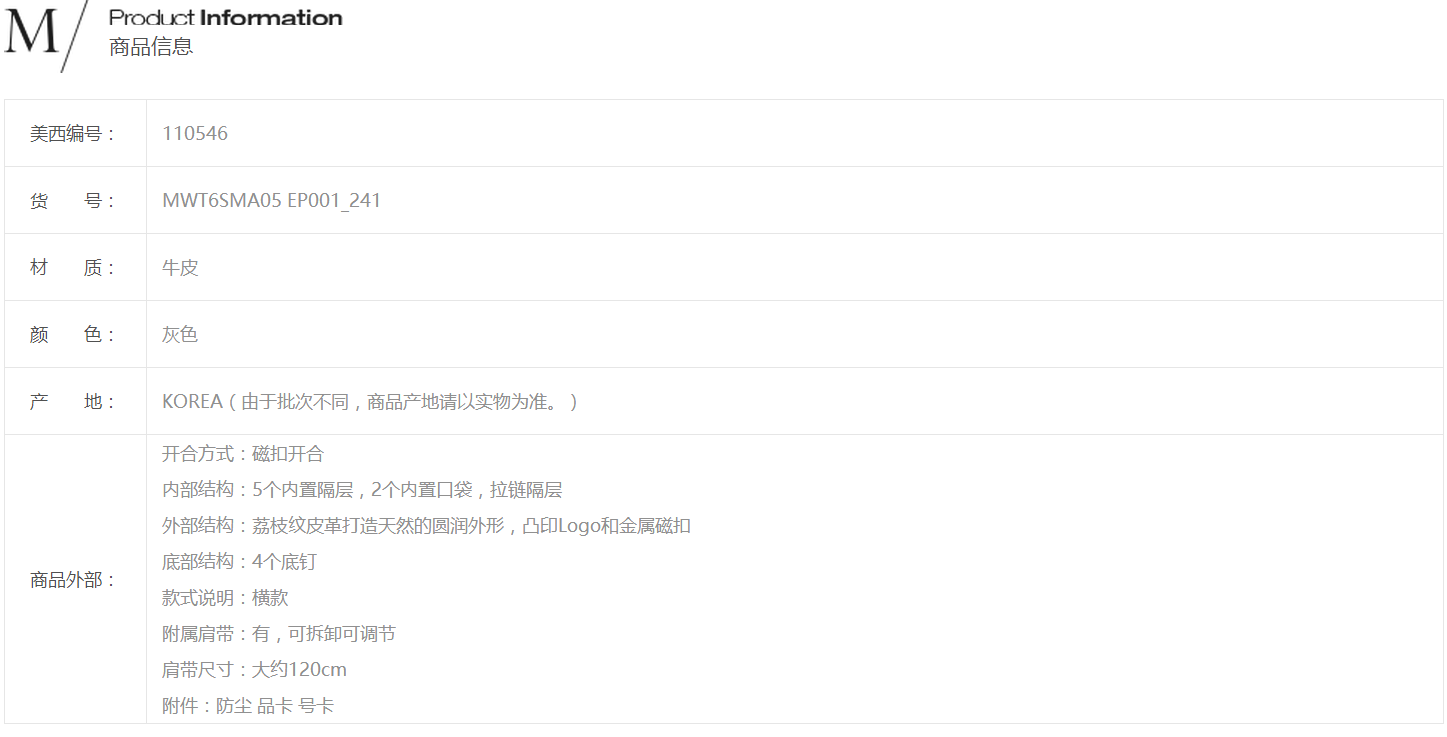 M/
Product Information
商品信息
美西编号： 110546
货 号： MWT6SMA05 EP001_241
材 质： 牛皮
颜 色： 灰色
产 地： KOREA（由于批次不同，商品产地请以实物为准。）
商品外部：
开合方式：磁扣开合
内部结构：5个内置隔层，2个内置口袋，拉链隔层
外部结构：荔枝纹皮革打造天然的圆润外形，凸印Logo和金属磁扣
底部结构：4个底钉
款式说明：横款
附属肩带：有，可拆卸可调节
肩带尺寸：大约120cm
附件：防尘 品卡 号卡